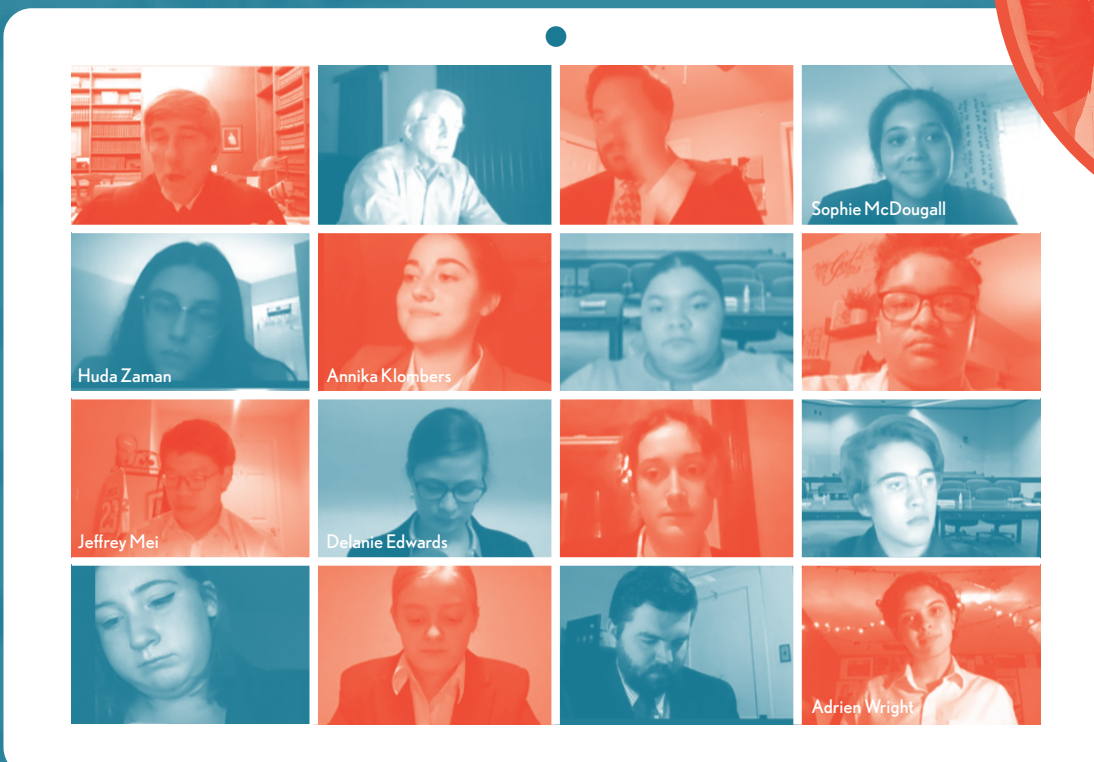 Sophie McDougall
Huda Zaman
Annika Klombers
Jeffrey Mei
Delanie Edwards
Adrien Wright